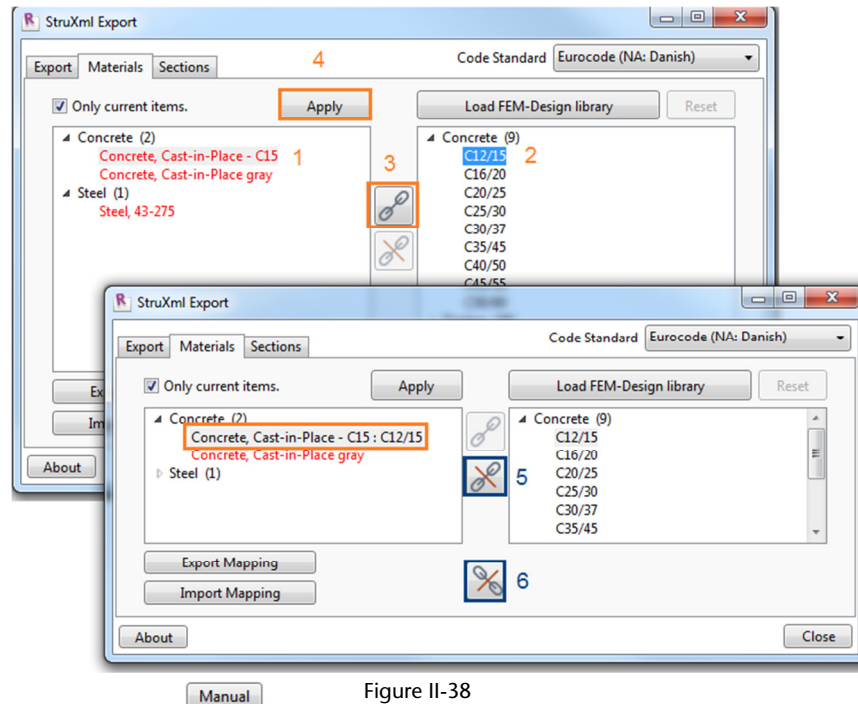 StruXml Export
Code Standard Eurocode (NA: Danish)
Export Materials Sections
4
Only current items.
Apply
Load FEM-Design library
Reset
Concrete (2)
Concrete, Cast-in-Place - C15
1
Concrete, Cast-in-Place gray
Steel (1)
Steel, 43-275
3
Concrete (9)
C12/15
2
C16/20
C20/25
C25/30
C30/37
C35/45
C40/50
C45/55
Ex
Im
About
StruXml Export
Code Standard Eurocode (NA: Danish)
Export Materials Sections
Only current items.
Apply
Load FEM-Design library
Reset
Concrete (2)
Concrete, Cast-in-Place - C15 : C12/15
Concrete, Cast-in-Place gray
Steel (1)
5
Concrete (9)
C12/15
C16/20
C20/25
C25/30
C30/37
C35/45
Export Mapping
Import Mapping
6
About
Close
Manual
Figure II-38